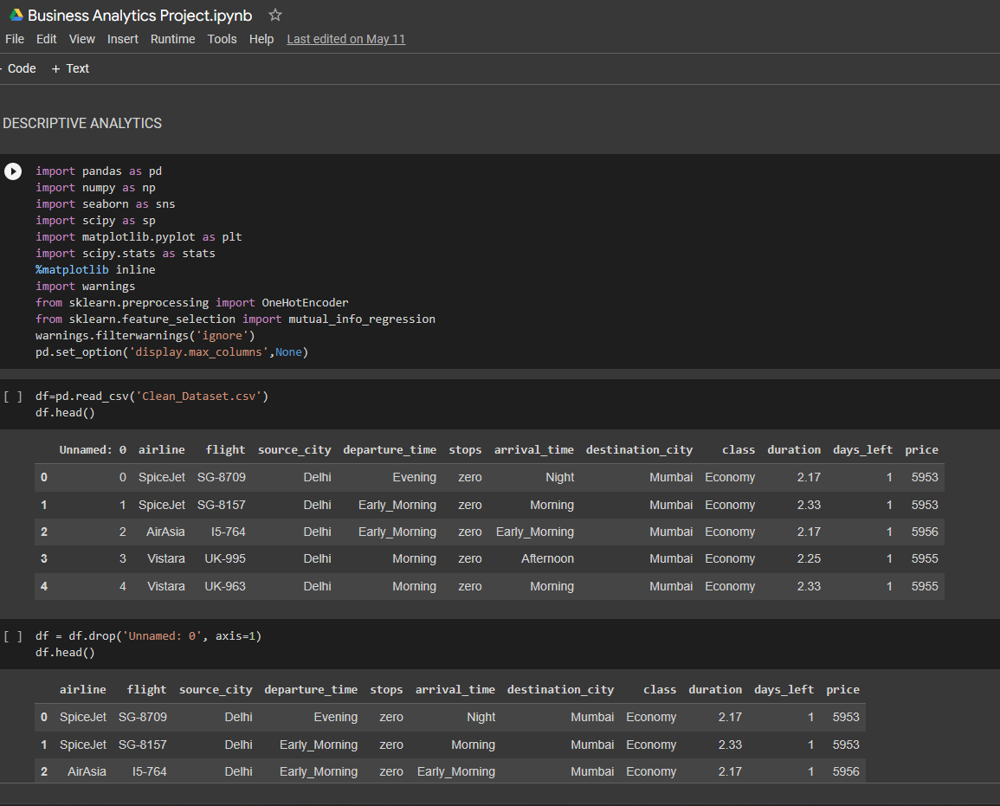 Business Analytics Project.ipynb
File Edit View Insert Runtime Tools Help Last edited on May 11
Code + Text
DESCRIPTIVE ANALYTICS
import pandas as pd
import numpy as np
import seaborn as sns
import scipy as sp
import matplotlib.pyplot as plt
import scipy.stats as stats
%matplotlib inline
import warnings
from sklearn.preprocessing import OneHotEncoder
from sklearn.feature_selection import mutual_info_regression
warnings.filterwarnings('ignore')
pd.set_option('display.max_columns',None)
[ ] df=pd.read_csv('Clean_Dataset.csv')
df.head()
Unnamed: 0 airline flight source_city departure_time stops arrival_time destination_city class duration days_left price
0 0 SpiceJet SG-8709 Delhi Evening zero Night Mumbai Economy 2.17 1 5953
1 1 SpiceJet SG-8157 Delhi Early_Morning zero Morning Mumbai Economy 2.33 1 5953
2 2 AirAsia I5-764 Delhi Early_Morning zero Early_Morning Mumbai Economy 2.17 1 5956
3 3 Vistara UK-995 Delhi Morning zero Afternoon Mumbai Economy 2.25 1 5955
4 4 Vistara UK-963 Delhi Morning zero Morning Mumbai Economy 2.33 1 5955
[ ] df = df.drop('Unnamed: 0', axis=1)
df.head()
airline flight source_city departure_time stops arrival_time destination_city class duration days_left price
0 SpiceJet SG-8709 Delhi Evening zero Night Mumbai Economy 2.17 1 5953
1 SpiceJet SG-8157 Delhi Early_Morning zero Morning Mumbai Economy 2.33 1 5953
2 AirAsia I5-764 Delhi Early_Morning zero Early_Morning Mumbai Economy 2.17 1 5956